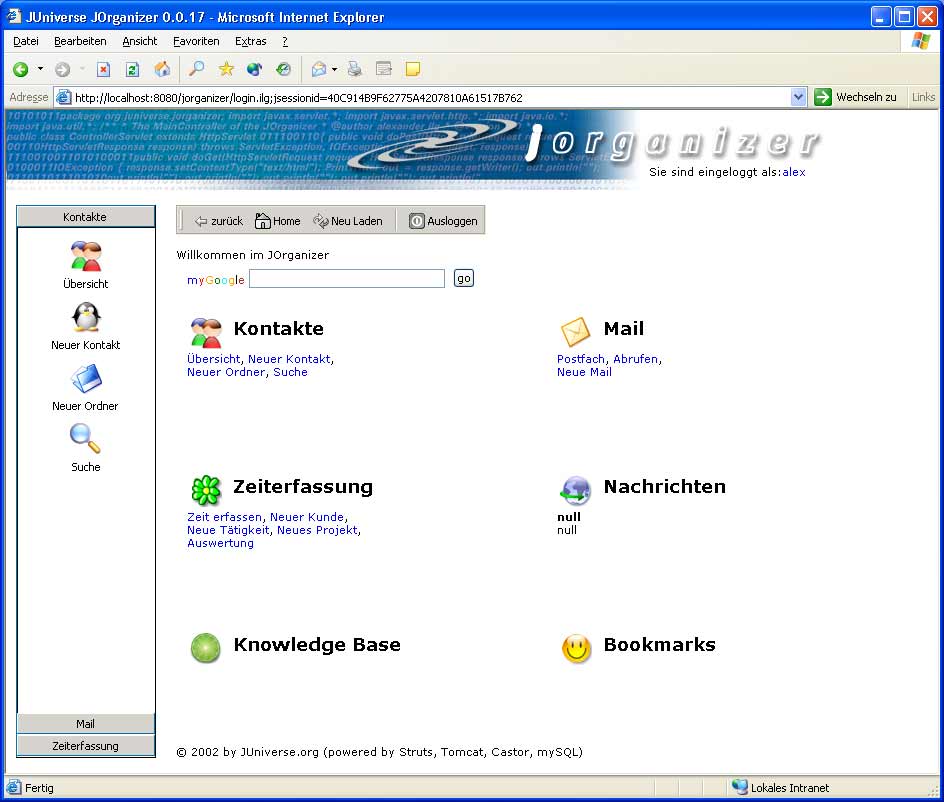 JUniverse JOrganizer 0.0.17 - Microsoft Internet Explorer
Datei Bearbeiten Ansicht Favoriten Extras ?
Adresse http://localhost:8080/jorganizer/login.ilg;jsessionid=40C914B9F62775A4207810A61517B762 Wechseln zu Links
jorganizer
Sie sind eingeloggt als:alex
Kontakte
Übersicht
Neuer Kontakt
Neuer Ordner
Suche
Mail
Zeiterfassung
zurück Home Neu Laden Ausloggen
Willkommen im JOrganizer
myGoogle go
Kontakte
Übersicht, Neuer Kontakt,
Neuer Ordner, Suche
Mail
Postfach, Abrufen,
Neue Mail
Zeiterfassung
Zeit erfassen, Neuer Kunde,
Neue Tätigkeit, Neues Projekt,
Auswertung
Nachrichten
null
null
Knowledge Base
Bookmarks
© 2002 by JUniverse.org (powered by Struts, Tomcat, Castor, mySQL)
Fertig Lokales Intranet